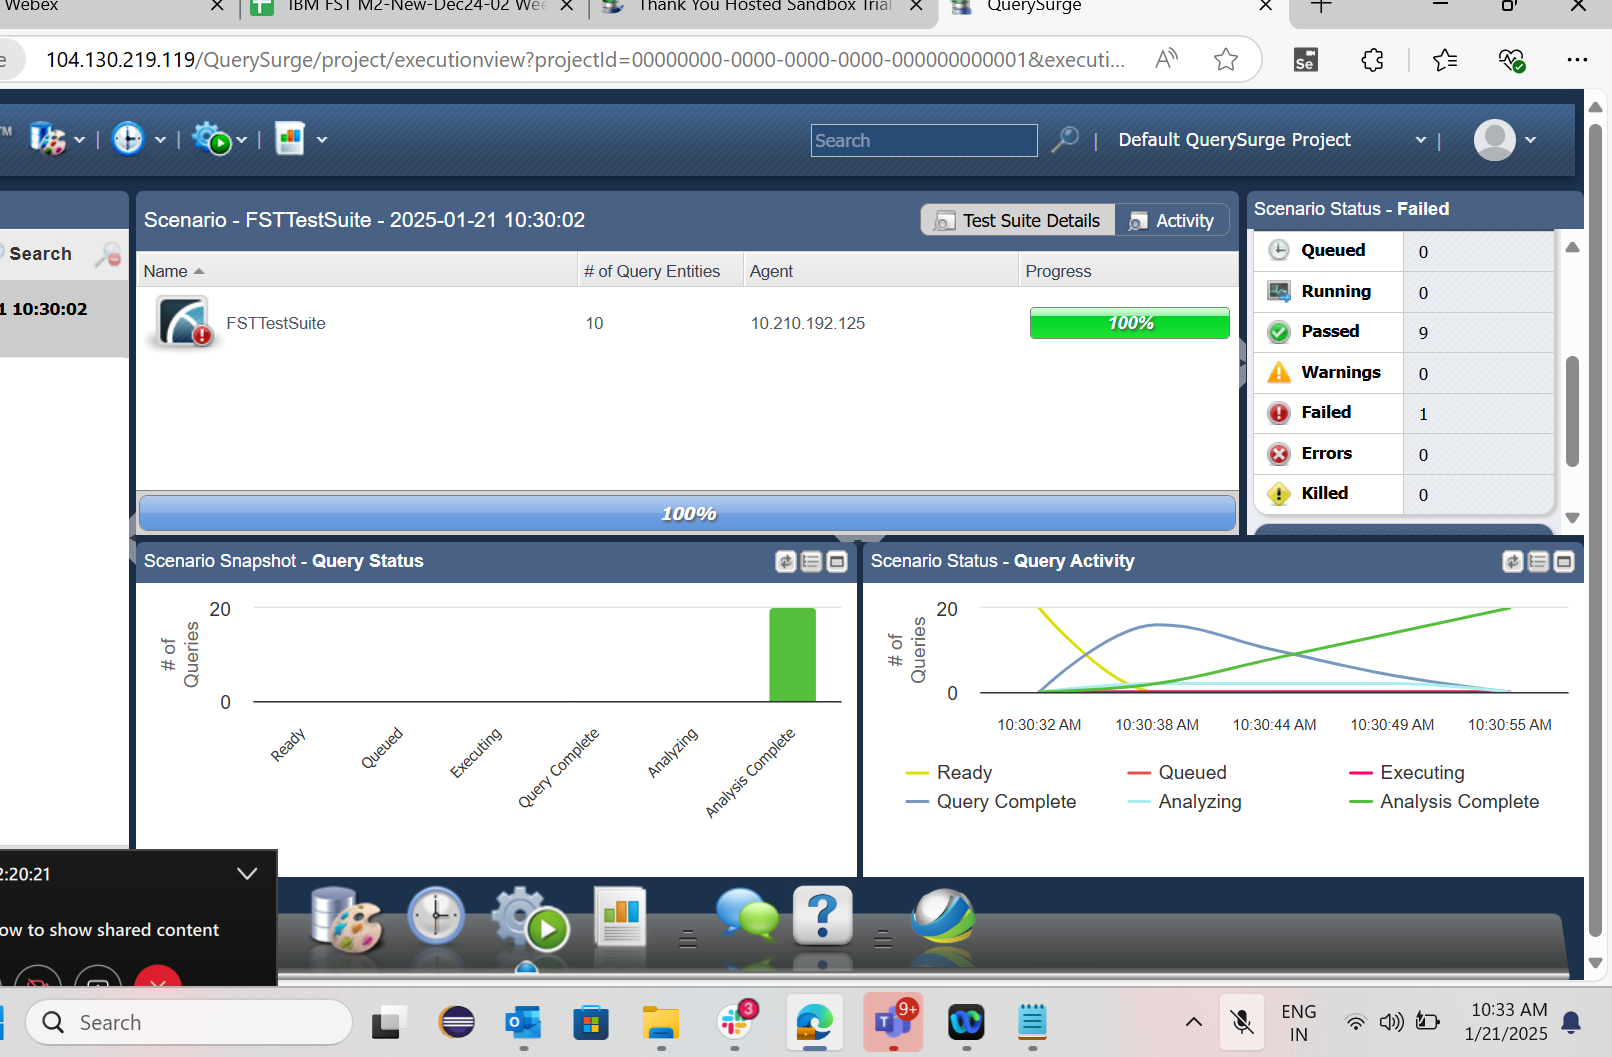 Webex
IBM FST M2-New-Dec24-02 Wee
Thank You Hosted Sandbox Trial
QuerySurge
e
104.130.219.119/QuerySurge/project/executionview?projectId=00000000-0000-0000-0000-000000000001&executi...
A
Se
TM
Search
Default QuerySurge Project
Search
1 10:30:02
Scenario - FSTTestSuite - 2025-01-21 10:30:02
Test Suite Details
Activity
Name
# of Query Entities
Agent
Progress
FSTTestSuite
10
10.210.192.125
100%
100%
Scenario Status - Failed
Queued 0
Running 0
Passed 9
Warnings 0
Failed 1
Errors 0
Killed 0
Scenario Snapshot - Query Status
# of
Queries
20
0
Ready
Queued
Executing
Query Complete
Analyzing
Analysis Complete
Scenario Status - Query Activity
# of
Queries
20
0
10:30:32 AM
10:30:38 AM
10:30:44 AM
10:30:49 AM
10:30:55 AM
Ready
Queued
Executing
Query Complete
Analyzing
Analysis Complete
2:20:21
ow to show shared content
?
Search
3
9+
ENG
IN
10:33 AM
1/21/2025